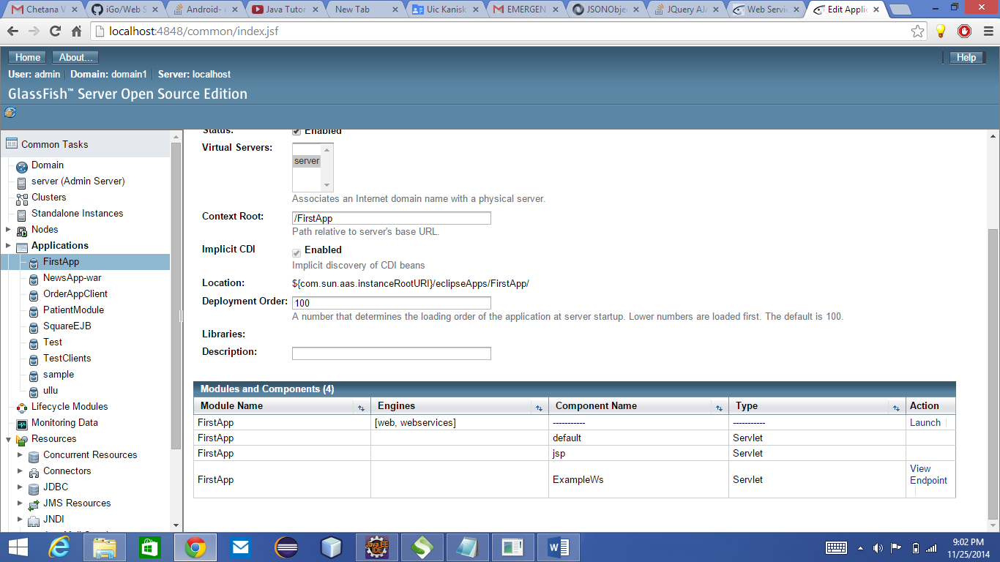 Chetana V
iGo/Web S
Android-
Java Tutor
New Tab
Uic Kanisk
EMERGEN
JSONObje
JQuery AJA
Web Servi
Edit Applic
localhost:4848/common/index.jsf
Home
About...
Help
User: admin
Domain: domain1
Server: localhost
GlassFish™ Server Open Source Edition
Common Tasks
Domain
server (Admin Server)
Clusters
Standalone Instances
Nodes
Applications
FirstApp
NewsApp-war
OrderAppClient
PatientModule
SquareEJB
Test
TestClients
sample
ullu
Lifecycle Modules
Monitoring Data
Resources
Concurrent Resources
Connectors
JDBC
JMS Resources
JNDI
Status:
Enabled
Virtual Servers:
server
Associates an Internet domain name with a physical server.
Context Root:
/FirstApp
Path relative to server's base URL.
Implicit CDI
Enabled
Implicit discovery of CDI beans
Location:
${com.sun.aas.instanceRootURI}/eclipseApps/FirstApp/
Deployment Order:
100
A number that determines the loading order of the application at server startup. Lower numbers are loaded first. The default is 100.
Libraries:
Description:
Modules and Components (4)
Module Name Engines Component Name Type Action
FirstApp [web, webservices] ----------- ----------- Launch
FirstApp default Servlet
FirstApp jsp Servlet
FirstApp ExampleWs Servlet View
Endpoint
Java EE
IDE
9:02 PM
11/25/2014